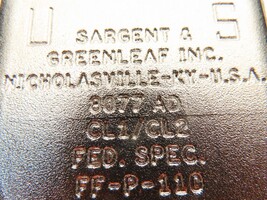 U S
SARGENT &
GREENLEAF INC.
NICHOLASVILLE-KY-U.S.A.
8077 AD
CL1/CL2
FED. SPEC.
FF-P-110